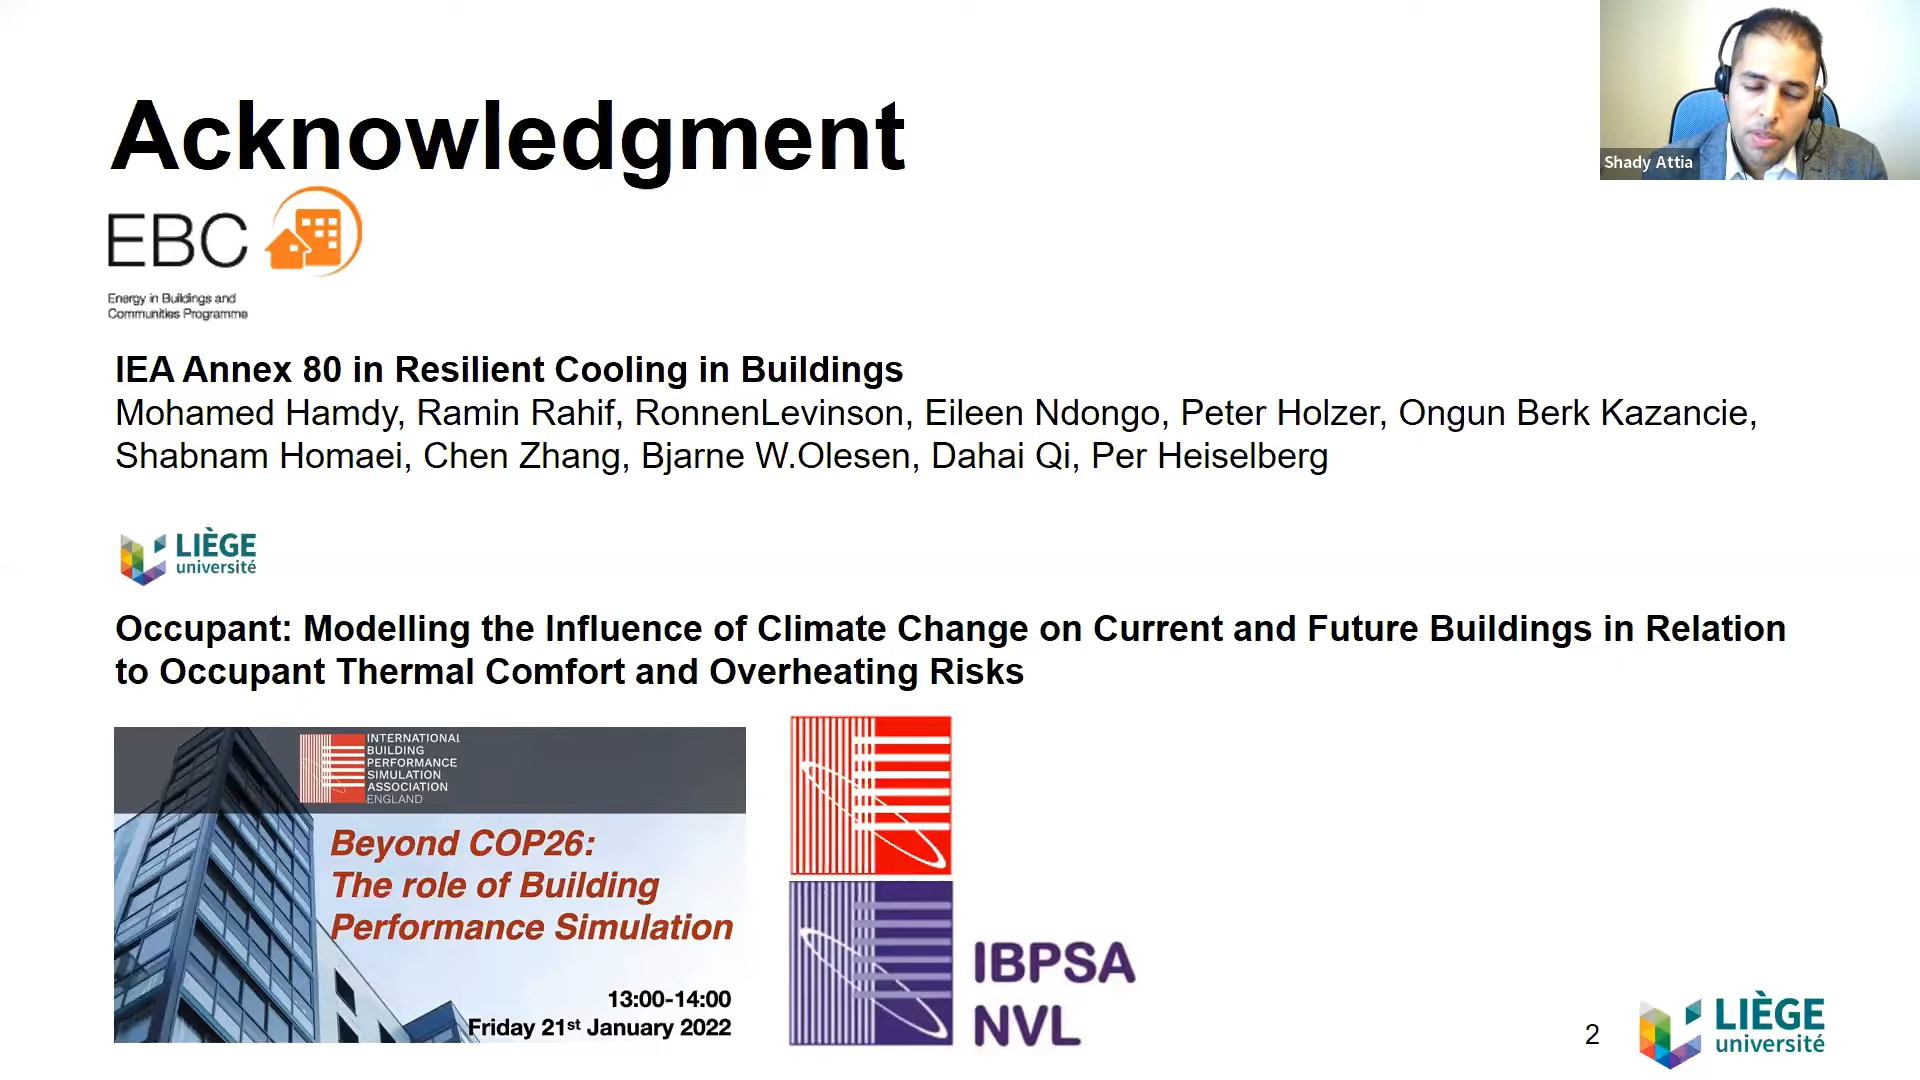 Acknowledgment
Shady Attia
EBC
Energy in Buildings and
Communities Programme
IEA Annex 80 in Resilient Cooling in Buildings
Mohamed Hamdy, Ramin Rahif, RonnenLevinson, Eileen Ndongo, Peter Holzer, Ongun Berk Kazancie,
Shabnam Homaei, Chen Zhang, Bjarne W.Olesen, Dahai Qi, Per Heiselberg
LIÈGE
université
Occupant: Modelling the Influence of Climate Change on Current and Future Buildings in Relation
to Occupant Thermal Comfort and Overheating Risks
INTERNATIONAL
BUILDING
PERFORMANCE
SIMULATION
ASSOCIATION
ENGLAND
Beyond COP26:
The role of Building
Performance Simulation
13:00-14:00
Friday 21st January 2022
IBPSA
NVL
2
LIÈGE
université